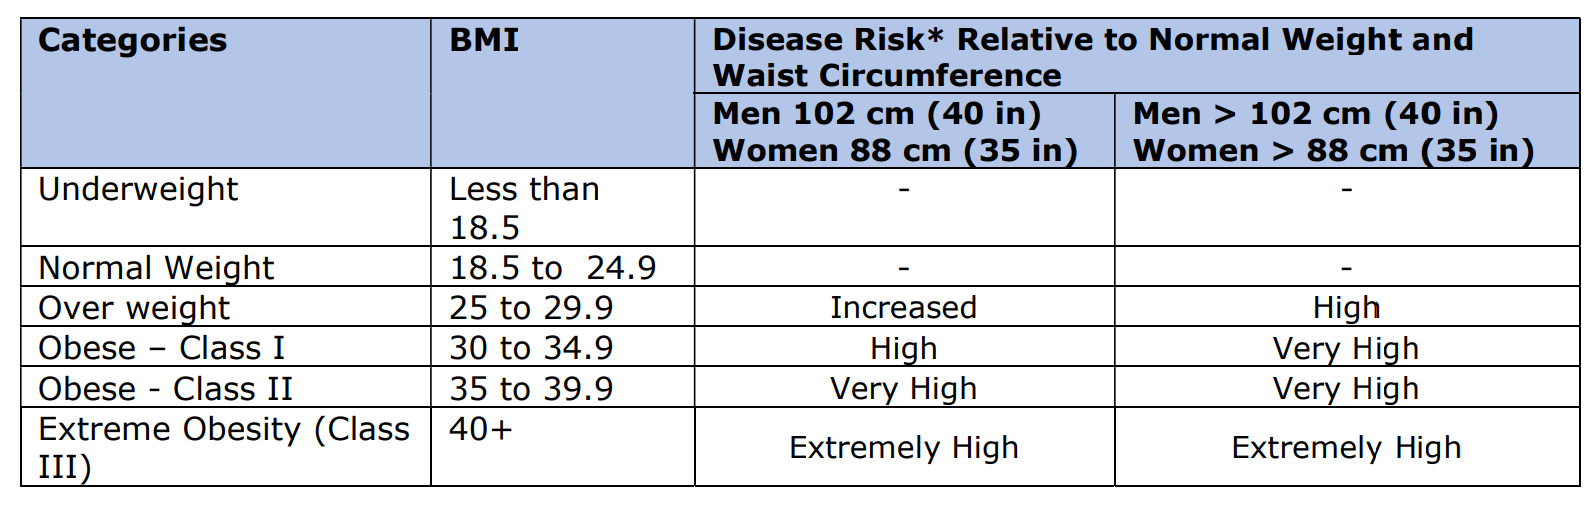 Categories BMI Disease Risk* Relative to Normal Weight and
Waist Circumference
Men 102 cm (40 in) Men > 102 cm (40 in)
Women 88 cm (35 in) Women > 88 cm (35 in)
Underweight Less than - -
18.5
Normal Weight 18.5 to  24.9 - -
Over weight 25 to 29.9 Increased High
Obese – Class I 30 to 34.9 High Very High
Obese - Class II 35 to 39.9 Very High Very High
Extreme Obesity (Class 40+ Extremely High Extremely High
III)